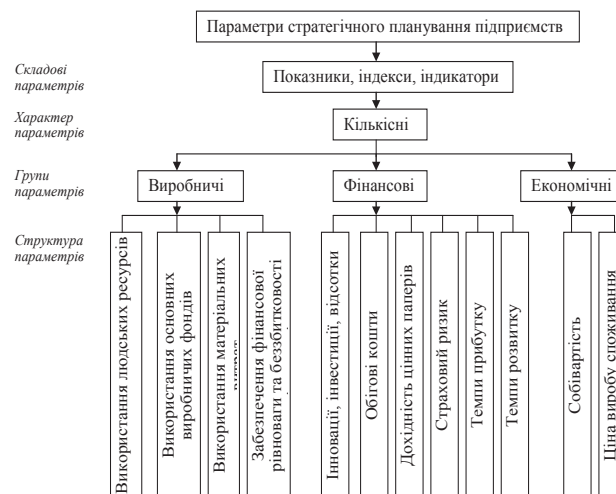 Параметри стратегічного планування підприємств
Складові
параметрів
Показники, індекси, індикатори
Характер
параметрів
Кількісні
Групи
параметрів
Виробничі
Фінансові
Економічні
Структура
параметрів
Використання людських ресурсів
Використання основних
виробничих фондів
Використання матеріальних
Забезпечення фінансової
рівноваги та беззбитковості
Інновації, інвестиції, відсотки
Обігові кошти
Дохідність цінних паперів
Страховий ризик
Темпи прибутку
Темпи розвитку
Собівартість
Ціна виробу споживання